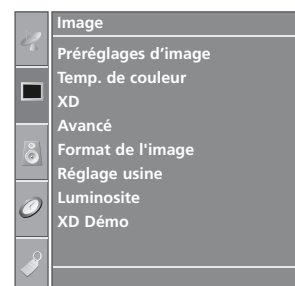 Image
Préréglages d’image
Temp. de couleur
XD
Avancé
Format de l'image
Réglage usine
Luminosite
XD Démo